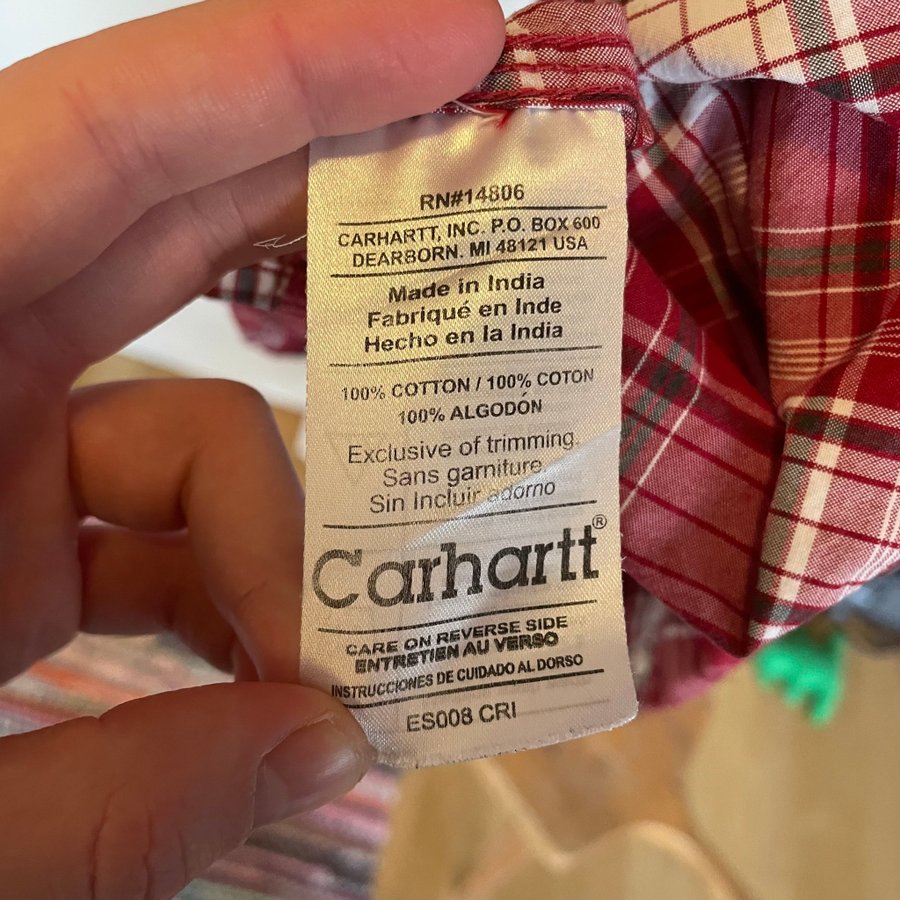 RN#14806
CARHARTT, INC. P.O. BOX 600
DEARBORN. MI 48121 USA
Made in India
Fabriqué en Inde
Hecho en la India
100% COTTON / 100% COTON
100% ALGODÓN
Exclusive of trimming.
Sans garniture.
Sin Incluir adorno
Carhartt®
CARE ON REVERSE SIDE
ENTRETIEN AU VERSO
INSTRUCCIONES DE CUIDADO AL DORSO
ES008 CRI